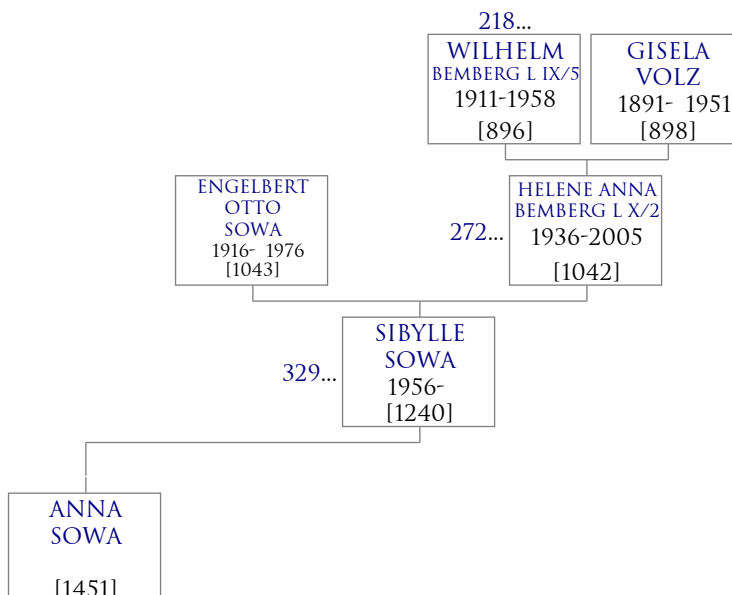 218...
WILHELM
BEMBERG L IX/5
1911-1958
[896]
GISELA
VOLZ
1891- 1951
[898]
ENGELBERT
OTTO
SOWA
1916- 1976
[1043]
272...
HELENE ANNA
BEMBERG L X/2
1936-2005
[1042]
329...
SIBYLLE
SOWA
1956-
[1240]
ANNA
SOWA
[1451]